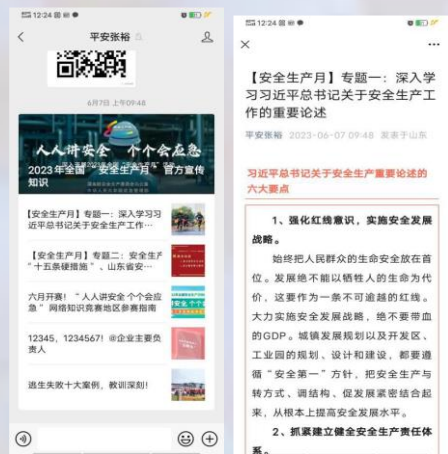 12:24
平安张裕
6月7日 上午09:48
人人讲安全 个个会应急
2023年全国“安全生产月”官方宣传
知识
【安全生产月】专题一：深入学习习
近平总书记关于安全生产工作…
【安全生产月】专题二：安全生产
“十五条硬措施”、山东省安…
六月开赛！“人人讲安全 个个会应
急”网络知识竞赛地区参赛指南
12345，1234567！@企业主要负
责人
逃生失败十大案例，教训深刻！
12:24
【安全生产月】专题一：深入学
习习近平总书记关于安全生产工
作的重要论述
平安张裕 2023-06-07 09:48 发表于山东
习近平总书记关于安全生产重要论述的
六大要点
1、强化红线意识，实施安全发展
战略。
始终把人民群众的生命安全放在首
位。发展绝不能以牺牲人的生命为代
价，这要作为一条不可逾越的红线。
大力实施安全发展战略，绝不要带血
的GDP。城镇发展规划以及开发区、
工业园的规划、设计和建设，都要遵
循“安全第一”方针，把安全生产与
转方式、调结构、促发展紧密结合起
来，从根本上提高安全发展水平。
2、抓紧建立健全安全生产责任体
系。